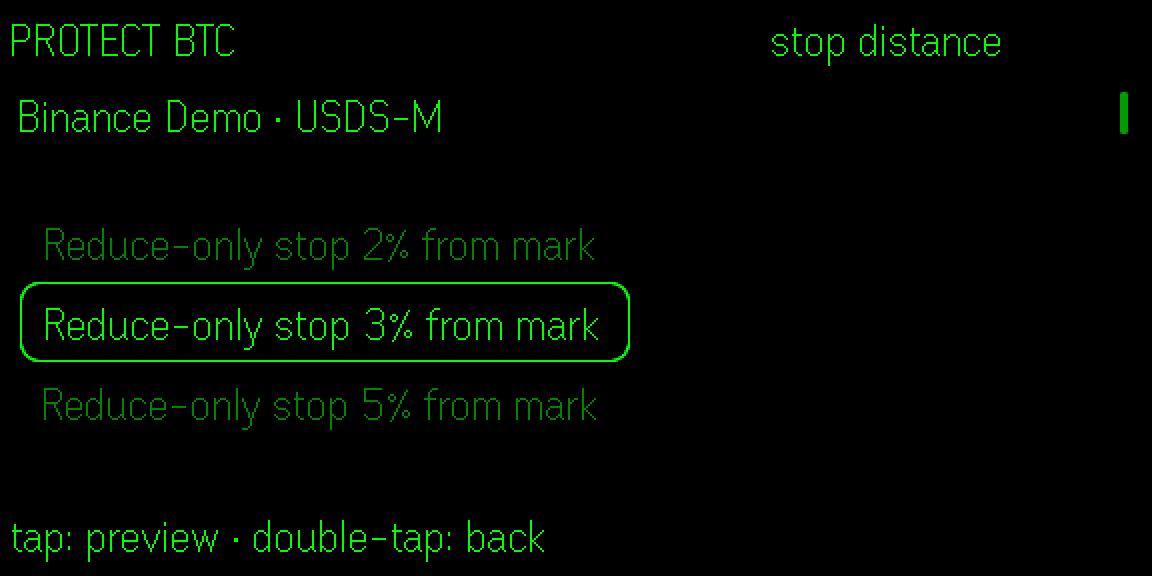 PROTECT BTC stop distance
Binance Demo · USDS-M
Reduce-only stop 2% from mark
Reduce-only stop 3% from mark
Reduce-only stop 5% from mark
tap: preview · double-tap: back